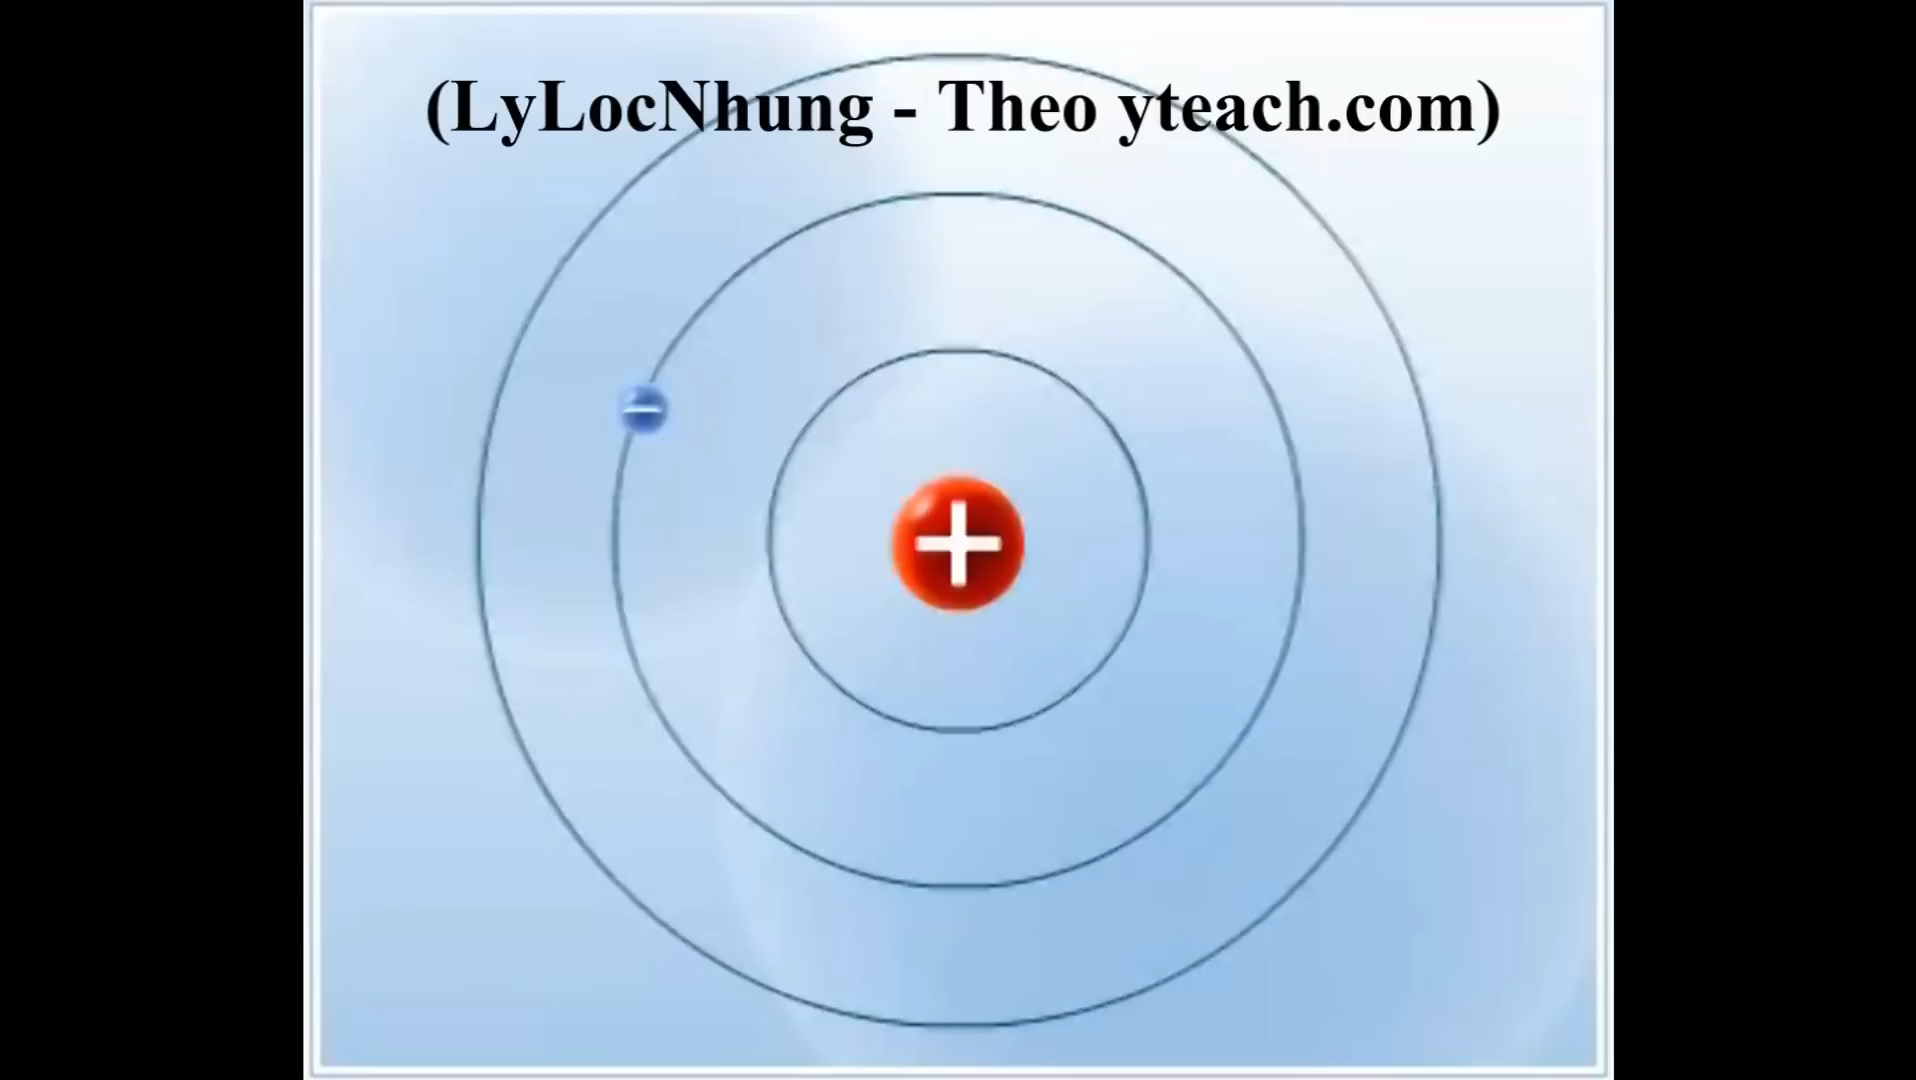 (LyLocNhung - Theo yteach.com)
−
+